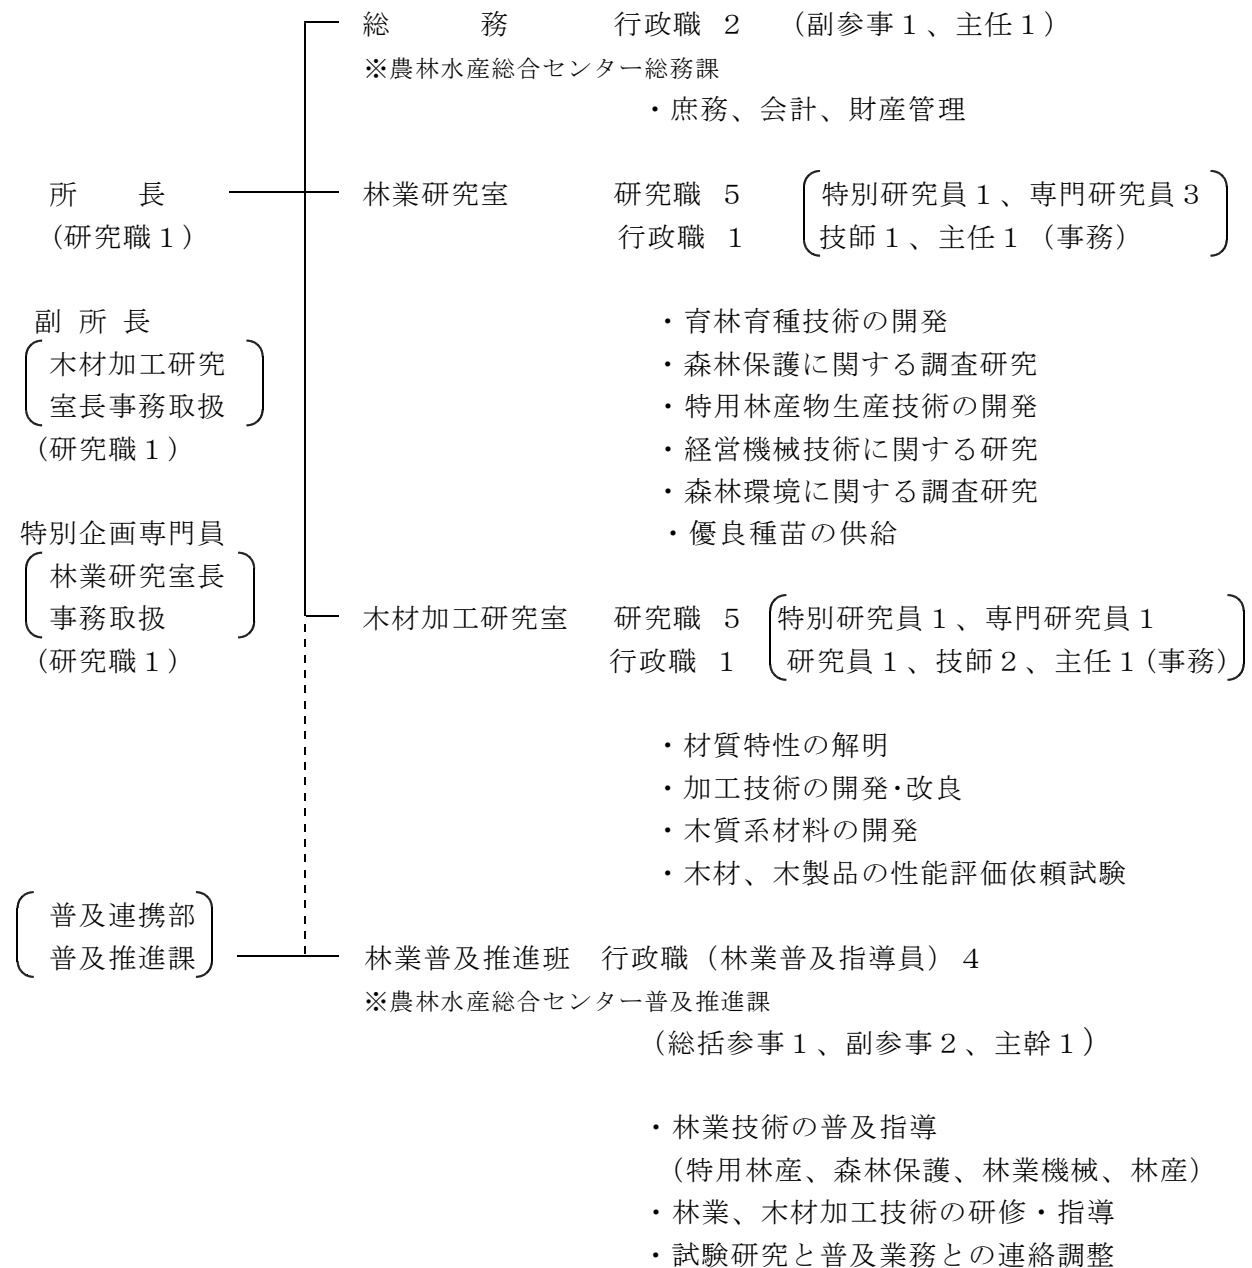 総　　　務　　　行政職　2　（副参事1、主任1）
※農林水産総合センター総務課
・庶務、会計、財産管理
所　　長　　林業研究室　　　研究職　5　　特別研究員1、専門研究員3
（研究職1）　　行政職　1　　技師1、主任1（事務）
副 所 長　　・育林育種技術の開発
木材加工研究　　・森林保護に関する調査研究
室長事務取扱　　・特用林産物生産技術の開発
（研究職1）　　・経営機械技術に関する研究
・森林環境に関する調査研究
特別企画専門員　　・優良種苗の供給
林業研究室長
事務取扱　　木材加工研究室　　研究職　5　　特別研究員1、専門研究員1
（研究職1）　　行政職　1　　研究員1、技師2、主任1（事務）
・材質特性の解明
・加工技術の開発・改良
・木質系材料の開発
・木材、木製品の性能評価依頼試験
普及連携部
普及推進課　　林業普及推進班　行政職（林業普及指導員）4
※農林水産総合センター普及推進課
（総括参事1、副参事2、主幹1）
・林業技術の普及指導
（特用林産、森林保護、林業機械、林産）
・林業、木材加工技術の研修・指導
・試験研究と普及業務との連絡調整